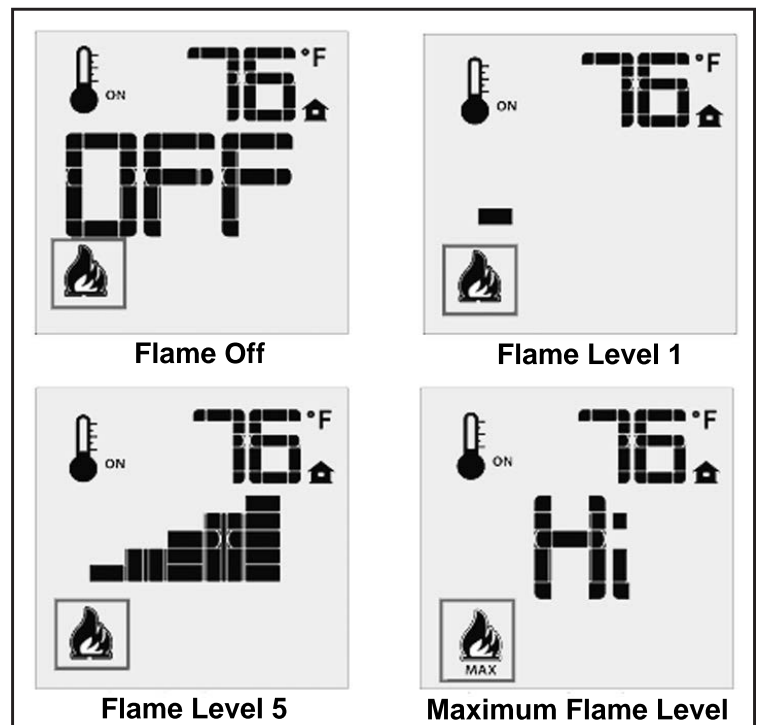 76 °F
ON
OFF
Flame Off
76 °F
ON
Flame Level 1
76 °F
ON
Flame Level 5
76 °F
ON
Hi
MAX
Maximum Flame Level